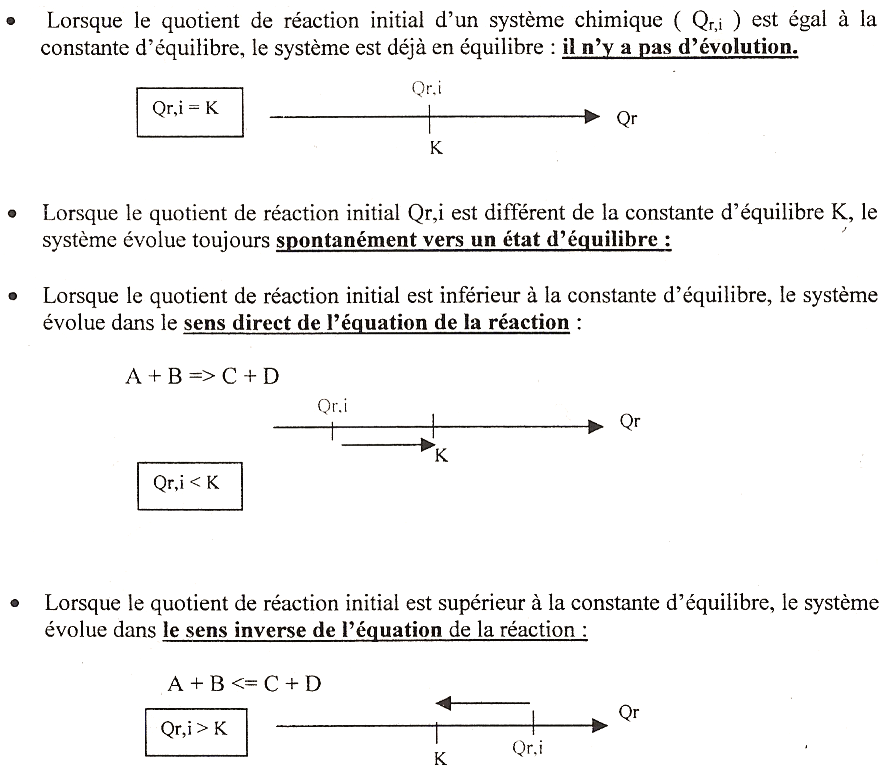 • Lorsque le quotient de réaction initial d'un système chimique ( Qr,i ) est égal à la
constante d'équilibre, le système est déjà en équilibre : il n'y a pas d'évolution.
Qr,i
Qr,i = K
Qr
K
• Lorsque le quotient de réaction initial Qr,i est différent de la constante d'équilibre K, le
système évolue toujours spontanément vers un état d'équilibre :
• Lorsque le quotient de réaction initial est inférieur à la constante d'équilibre, le système
évolue dans le sens direct de l'équation de la réaction :
A + B => C + D
Qr,i
Qr
K
Qr,i < K
• Lorsque le quotient de réaction initial est supérieur à la constante d'équilibre, le système
évolue dans le sens inverse de l'équation de la réaction :
A + B <= C + D
Qr
Qr,i > K
K
Qr,i